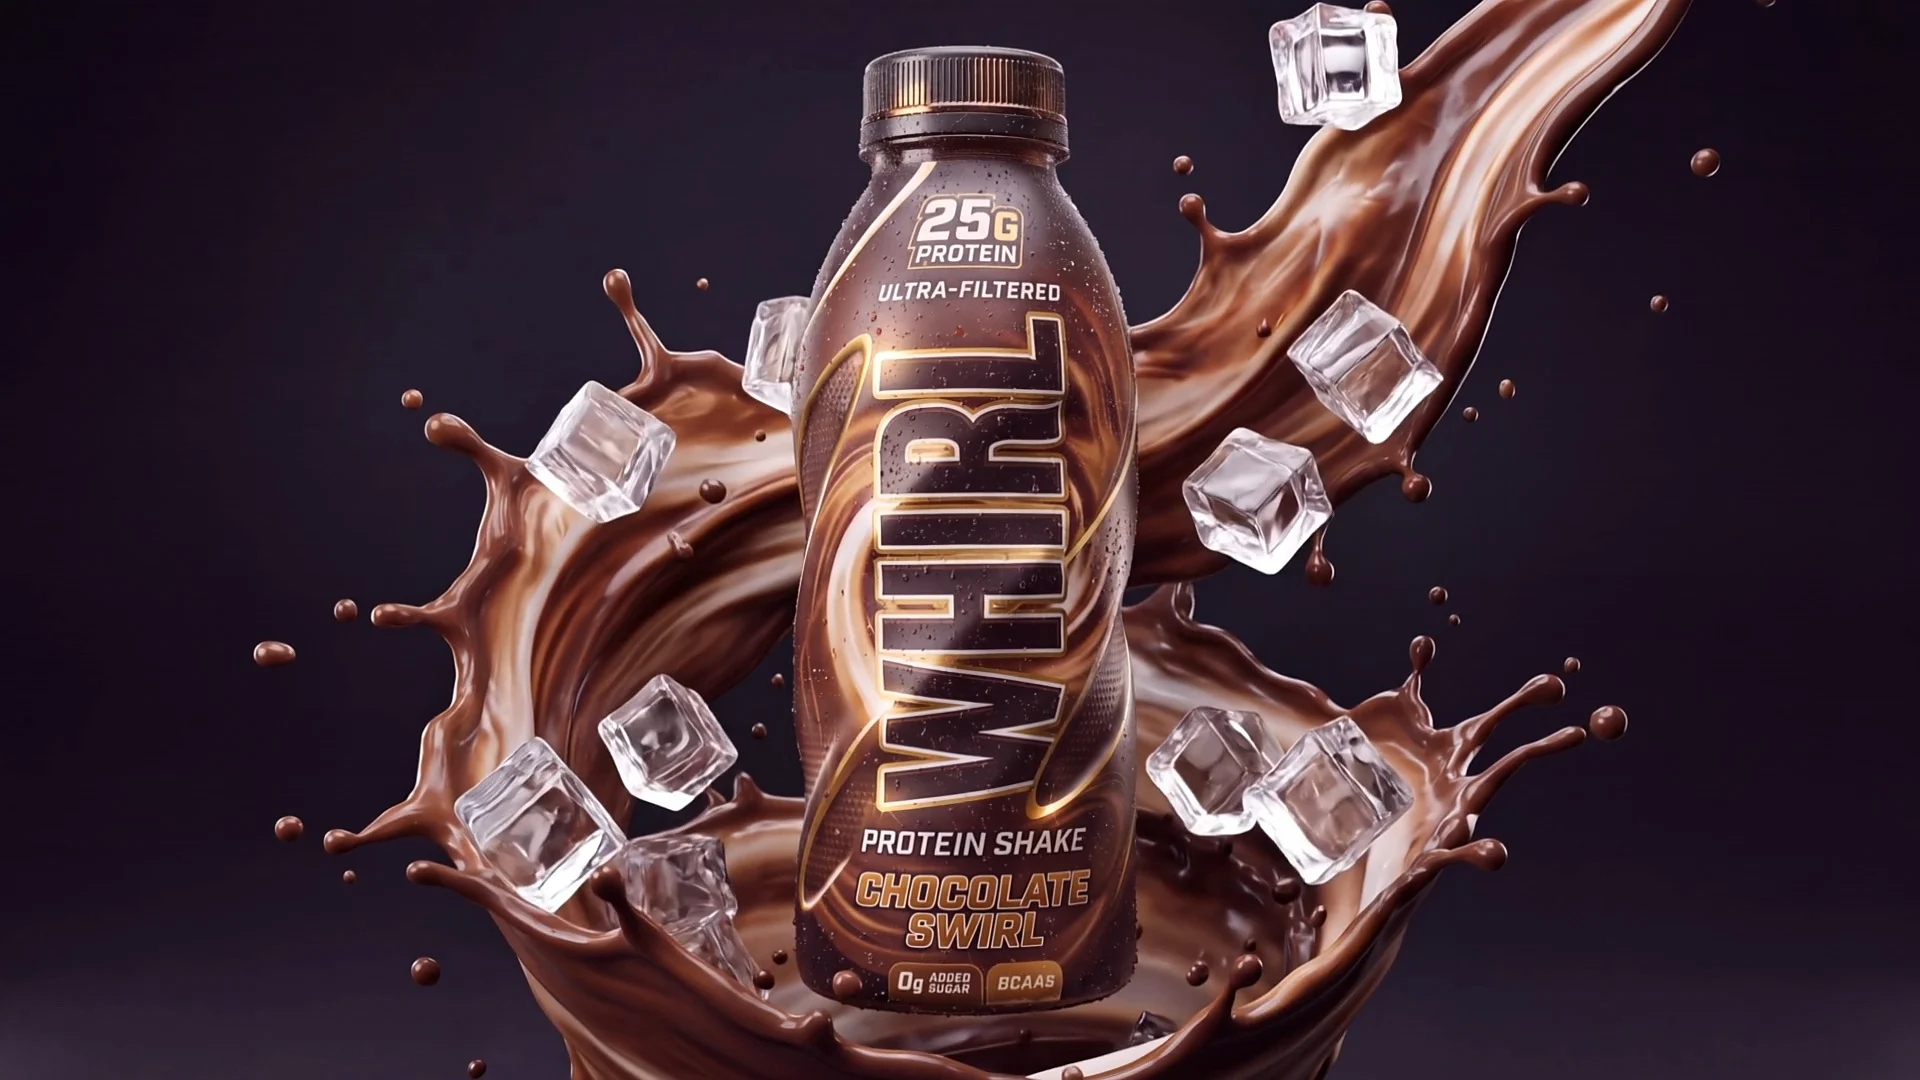 25G
PROTEIN
ULTRA-FILTERED
WHIRL
PROTEIN SHAKE
CHOCOLATE
SWIRL
0g ADDED SUGAR
BCAAS